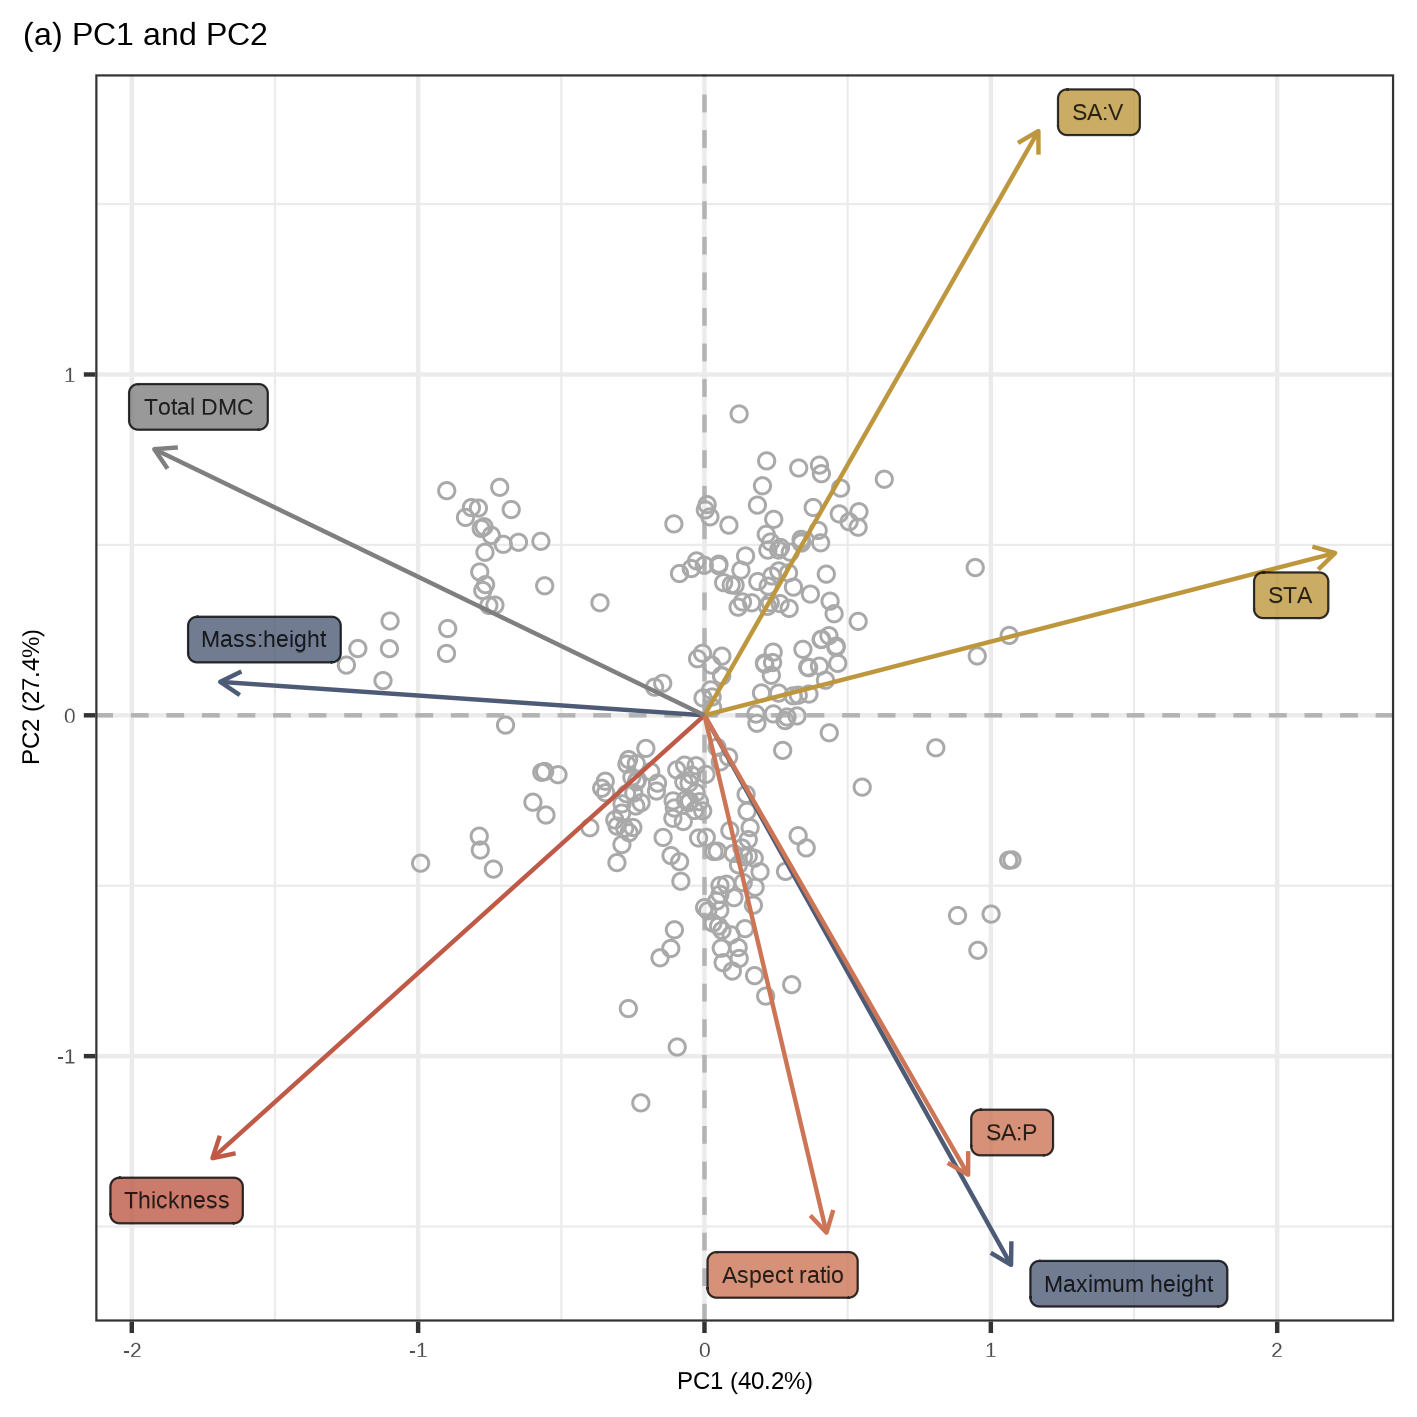 (a) PC1 and PC2
SA:V
1
Total DMC
STA
Mass:height
0
PC2 (27.4%)
-1
SA:P
Thickness
Aspect ratio
Maximum height
-2
-1
0
1
2
PC1 (40.2%)